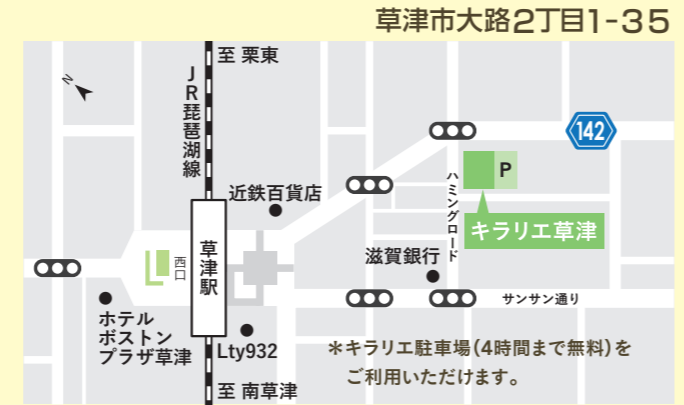 草津市大路2丁目1-35
至 栗東
N
JR琵琶湖線
142
P
近鉄百貨店
ハミングロード
キラリエ草津
草津駅
西口
滋賀銀行
サンサン通り
ホテル
ボストン
プラザ草津
Lty932
＊キラリエ駐車場(4時間まで無料)を
ご利用いただけます。
至 南草津